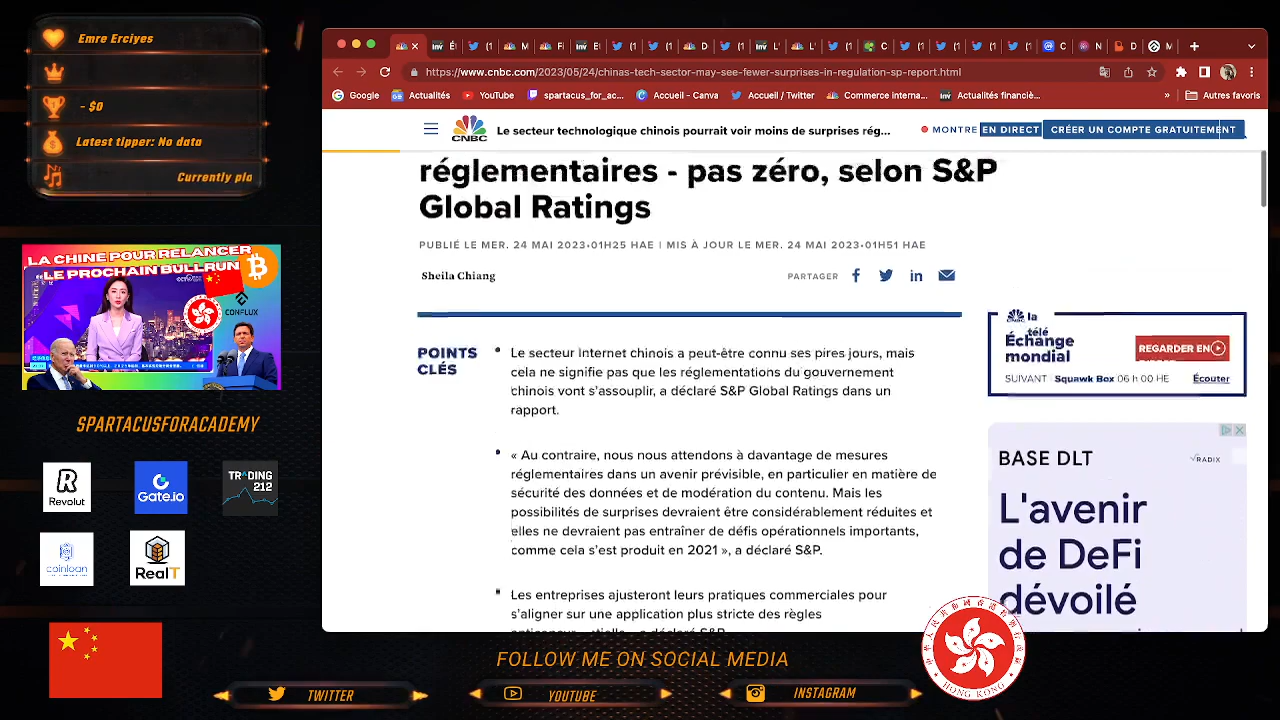 Emre Erciyes
- $0
Latest tipper: No data
Currently pla
LA CHINE POUR RELANCER
LE PROCHAIN BULLRUN
CONFLUX
SPARTACUSFORACADEMY
Revolut
Gate.io
TRADING
212
coinloan
RealT
https://www.cnbc.com/2023/05/24/chinas-tech-sector-may-see-fewer-surprises-in-regulation-sp-report.html
Google
Actualités
YouTube
spartacus_for_ac...
Accueil - Canva
Accueil / Twitter
Commerce interna...
Actualités financiè...
»
Autres favoris
CNBC
Le secteur technologique chinois pourrait voir moins de surprises rég...
MONTRE EN DIRECT
CRÉER UN COMPTE GRATUITEMENT
réglementaires - pas zéro, selon S&P
Global Ratings
PUBLIÉ LE MER. 24 MAI 2023•01H25 HAE | MIS À JOUR LE MER. 24 MAI 2023•01H51 HAE
Sheila Chiang
PARTAGER
POINTS
CLÉS
Le secteur Internet chinois a peut-être connu ses pires jours, mais
cela ne signifie pas que les réglementations du gouvernement
chinois vont s'assouplir, a déclaré S&P Global Ratings dans un
rapport.
« Au contraire, nous nous attendons à davantage de mesures
réglementaires dans un avenir prévisible, en particulier en matière de
sécurité des données et de modération du contenu. Mais les
possibilités de surprises devraient être considérablement réduites et
elles ne devraient pas entraîner de défis opérationnels importants,
comme cela s'est produit en 2021 », a déclaré S&P.
Les entreprises ajusteront leurs pratiques commerciales pour
s'aligner sur une application plus stricte des règles
la
télé
Échange
mondial
REGARDER EN
SUIVANT Squawk Box 06 h 00 HE
Écouter
BASE DLT
RADIX
L'avenir
de DeFi
dévoilé
HONG KONG
FOLLOW ME ON SOCIAL MEDIA
TWITTER
YOUTUBE
INSTAGRAM